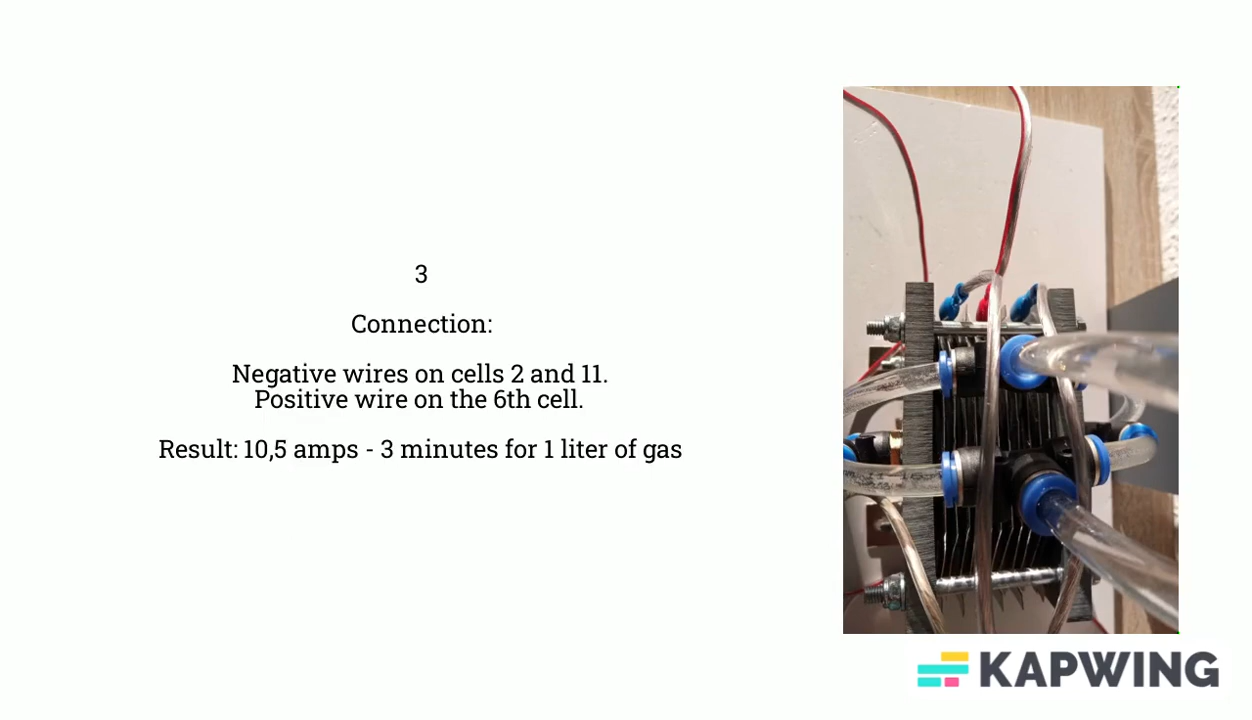 3
Connection:
Negative wires on cells 2 and 11.
Positive wire on the 6th cell.
Result: 10,5 amps - 3 minutes for 1 liter of gas
KAPWING